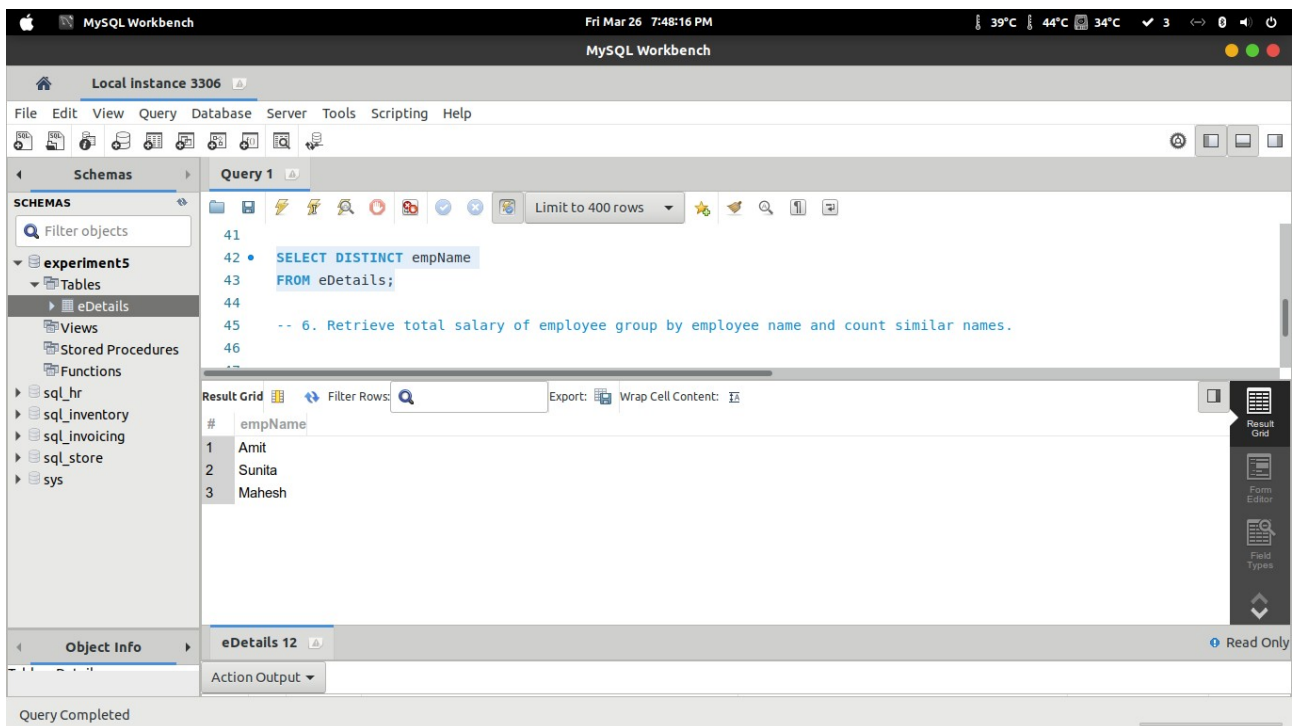 MySQL Workbench
Fri Mar 26 7:48:16 PM
39°C 44°C 34°C 3
MySQL Workbench
Local instance 3306
File Edit View Query Database Server Tools Scripting Help
Schemas
Query 1
SCHEMAS
Filter objects
experiment5
Tables
eDetails
Views
Stored Procedures
Functions
sql_hr
sql_inventory
sql_invoicing
sql_store
sys
Limit to 400 rows
41
42 SELECT DISTINCT empName
43 FROM eDetails;
44
45 -- 6. Retrieve total salary of employee group by employee name and count similar names.
46
Result Grid Filter Rows: Export: Wrap Cell Content:
# empName
1 Amit
2 Sunita
3 Mahesh
Result Grid
Form Editor
Field Types
Object Info
eDetails 12
Read Only
Action Output
Query Completed